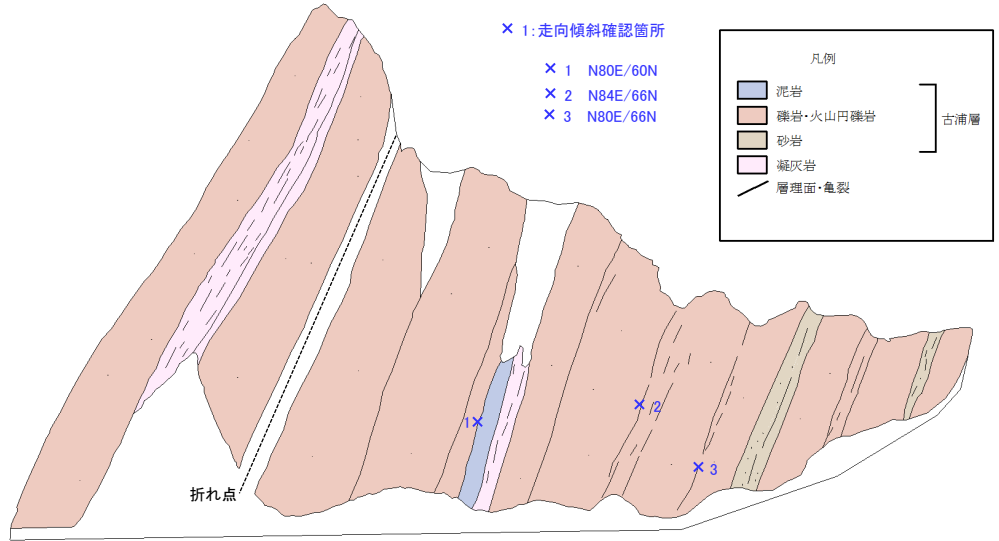 × 1:走向傾斜確認箇所
× 1 N80E/60N
× 2 N84E/66N
× 3 N80E/66N
凡例
泥岩
礫岩・火山円礫岩
砂岩
古浦層
凝灰岩
層理面・亀裂
1×
×2
×3
折れ点